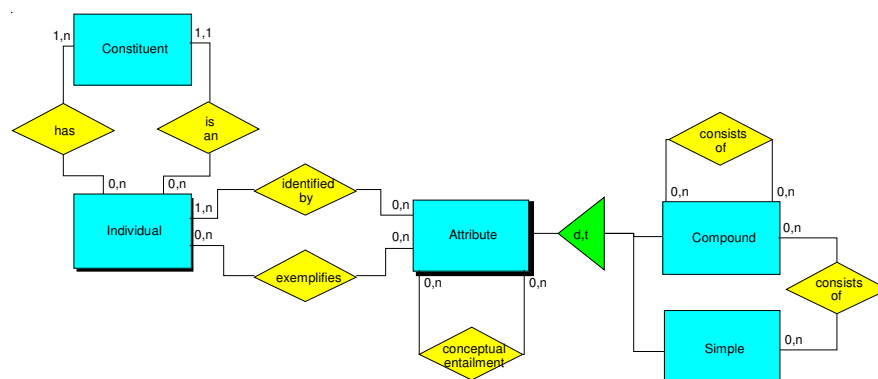 1,n
Constituent
1,1
has
is
an
0,n
0,n
Individual
1,n
0,n
identified
by
exemplifies
0,n
0,n
Attribute
0,n
0,n
conceptual
entailment
d,t
consists
of
0,n
0,n
Compound
0,n
consists
of
Simple
0,n